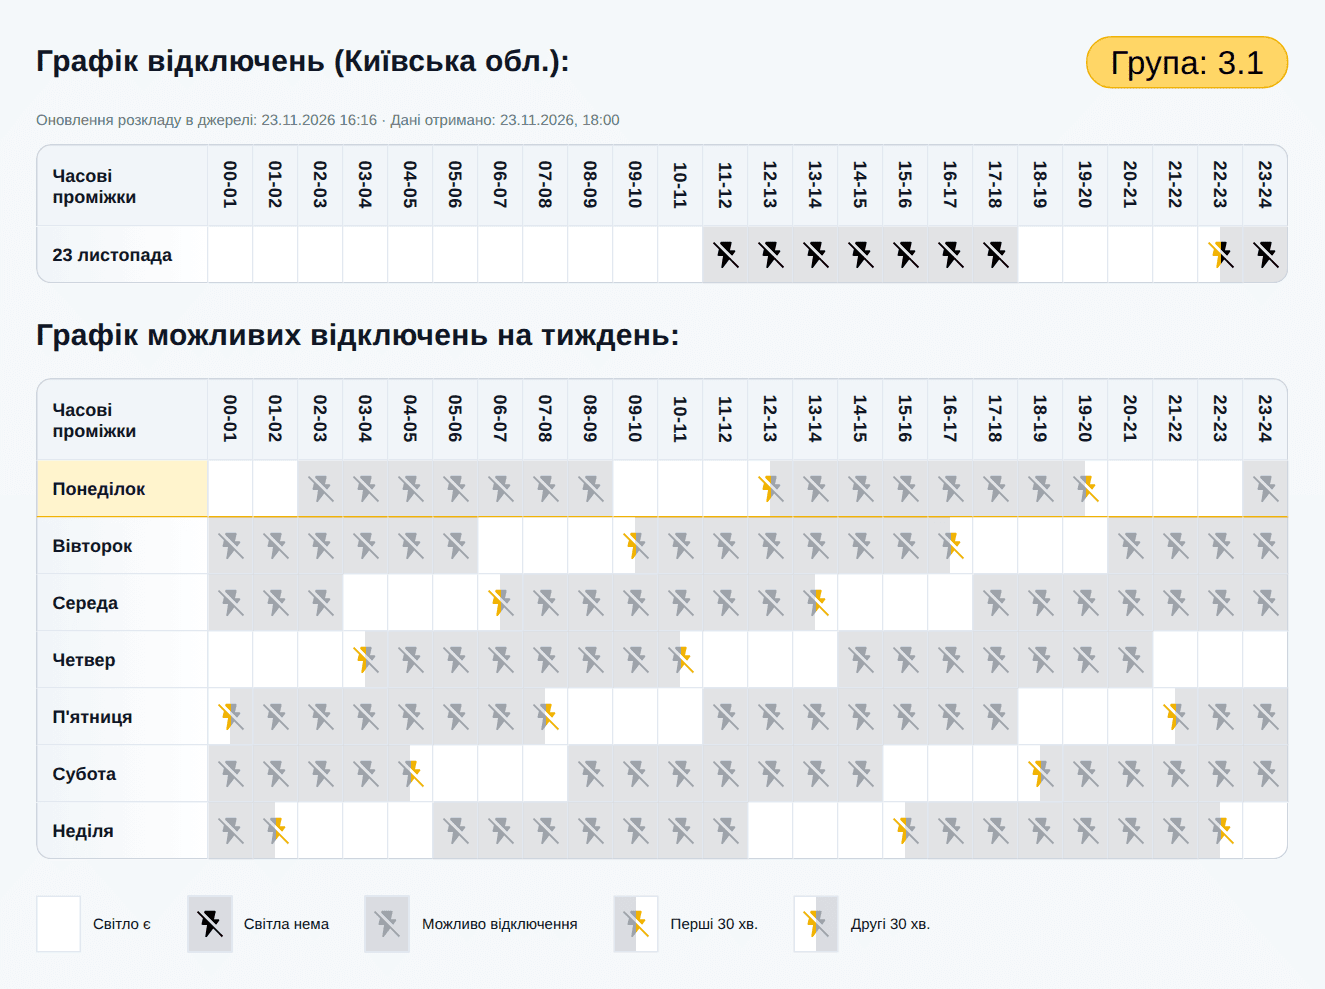 Графік відключень (Київська обл.):
Група: 3.1
Оновлення розкладу в джерелі: 23.11.2026 16:16 · Дані отримано: 23.11.2026, 18:00
Часові проміжки 00-01 01-02 02-03 03-04 04-05 05-06 06-07 07-08 08-09 09-10 10-11 11-12 12-13 13-14 14-15 15-16 16-17 17-18 18-19 19-20 20-21 21-22 22-23 23-24
23 листопада
Графік можливих відключень на тиждень:
Часові проміжки 00-01 01-02 02-03 03-04 04-05 05-06 06-07 07-08 08-09 09-10 10-11 11-12 12-13 13-14 14-15 15-16 16-17 17-18 18-19 19-20 20-21 21-22 22-23 23-24
Понеділок
Вівторок
Середа
Четвер
П'ятниця
Субота
Неділя
Світло є Світла нема Можливо відключення Перші 30 хв. Другі 30 хв.